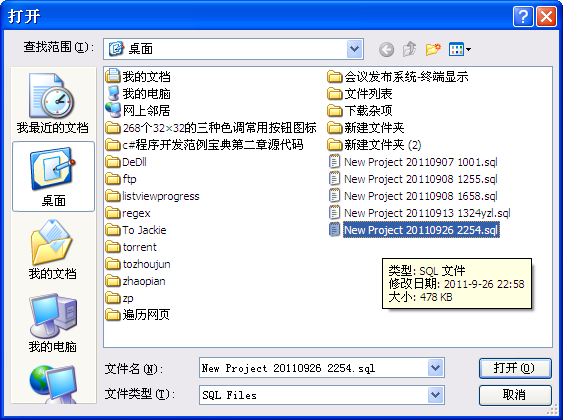 打开
查找范围(I):
桌面
我最近的文档
桌面
我的文档
我的电脑
我的文档
我的电脑
网上邻居
268个32×32的三种色调常用按钮图标
c#程序开发范例宝典第二章源代码
DeDll
ftp
listviewprogress
regex
To Jackie
torrent
tozhoujun
zhaopian
zp
遍历网页
会议发布系统-终端显示
文件列表
下载杂项
新建文件夹
新建文件夹 (2)
New Project 20110907 1001.sql
New Project 20110908 1255.sql
New Project 20110908 1658.sql
New Project 20110913 1324yzl.sql
New Project 20110926 2254.sql
类型: SQL 文件
修改日期: 2011-9-26 22:58
大小: 478 KB
文件名(N):
New Project 20110926 2254.sql
打开(O)
文件类型(T):
SQL Files
取消